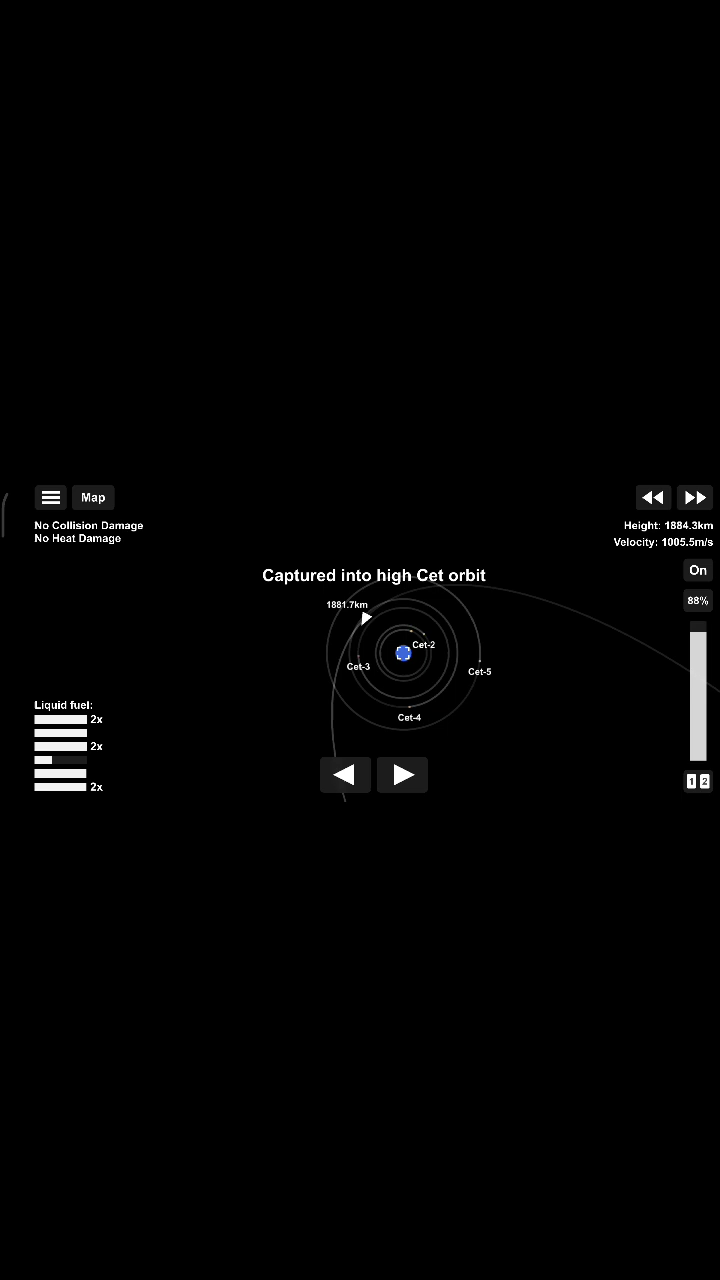 Map
No Collision Damage
No Heat Damage
Height: 1884.3km
Velocity: 1005.5m/s
On
Captured into high Cet orbit
88%
1881.7km
Cet-2
Cet-3
Cet-5
Cet-4
Liquid fuel:
2x
2x
2x
1 2